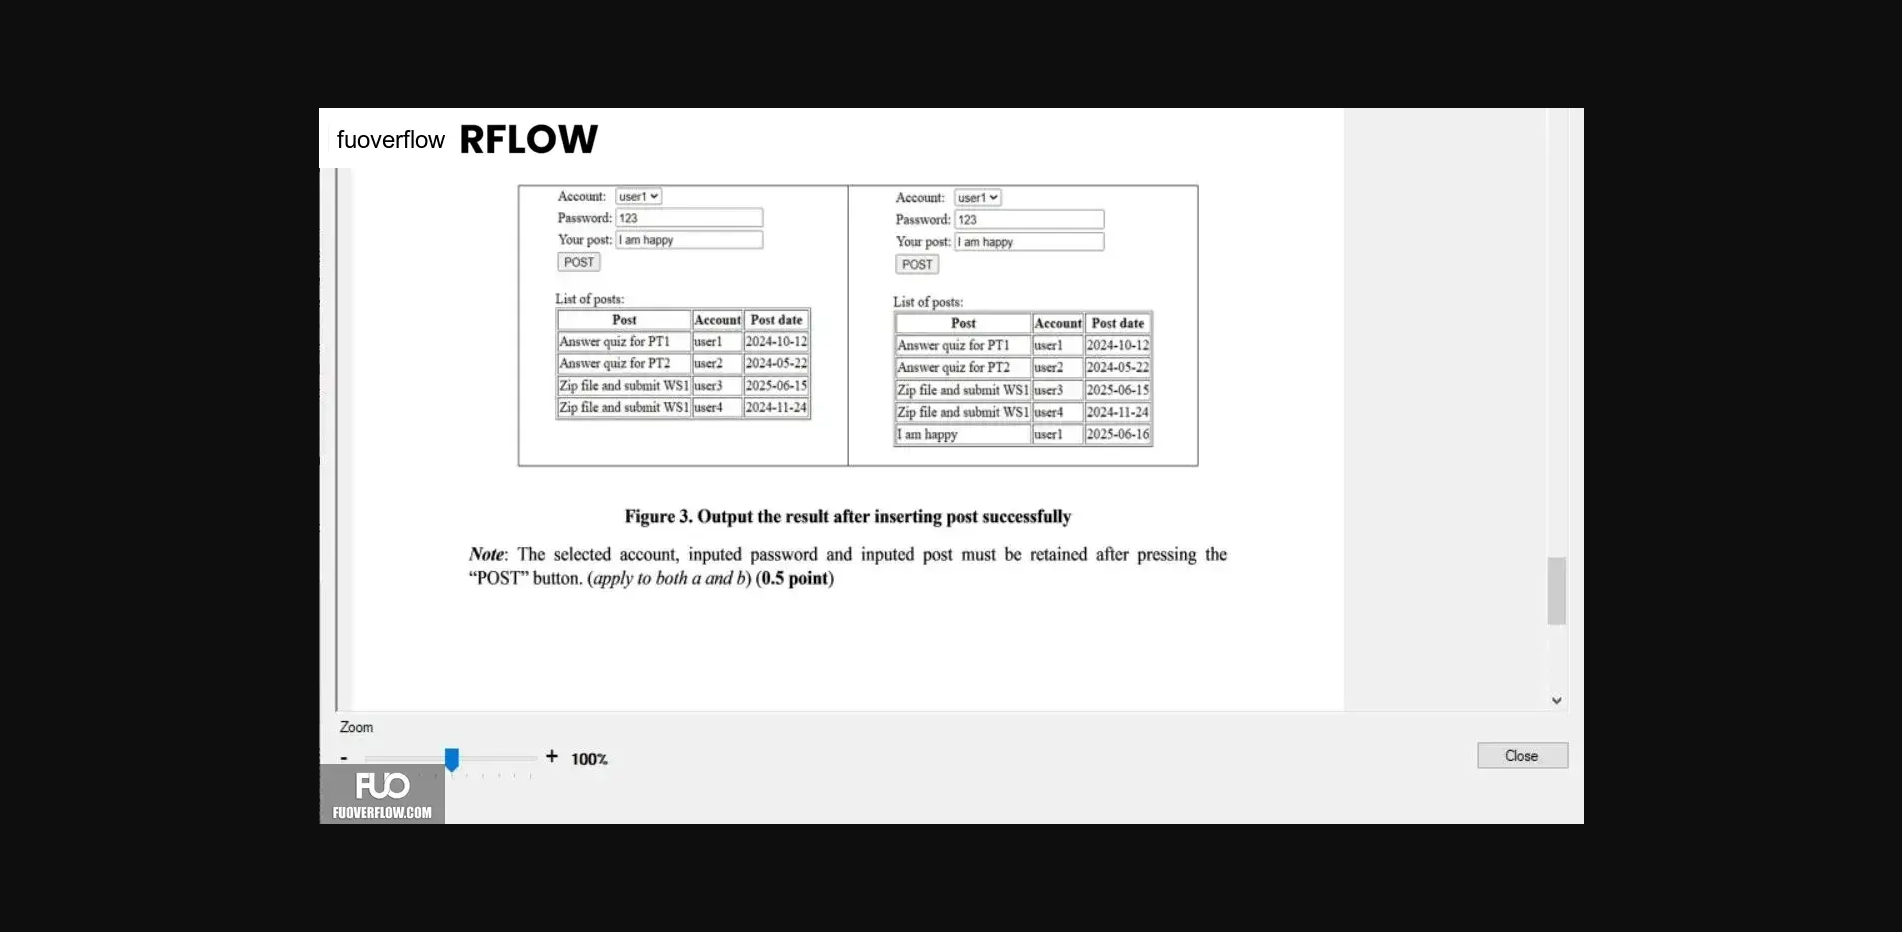 fuoverflow RFLOW
Account: user1
Password: 123
Your post: I am happy
POST
List of posts:
Post Account Post date
Answer quiz for PT1 user1 2024-10-12
Answer quiz for PT2 user2 2024-05-22
Zip file and submit WS1 user3 2025-06-15
Zip file and submit WS1 user4 2024-11-24
Account: user1
Password: 123
Your post: I am happy
POST
List of posts:
Post Account Post date
Answer quiz for PT1 user1 2024-10-12
Answer quiz for PT2 user2 2024-05-22
Zip file and submit WS1 user3 2025-06-15
Zip file and submit WS1 user4 2024-11-24
I am happy user1 2025-06-16
Figure 3. Output the result after inserting post successfully
Note: The selected account, inputed password and inputed post must be retained after pressing the
“POST” button. (apply to both a and b) (0.5 point)
Zoom
- + 100%
Close
FUO
FUOVERFLOW.COM